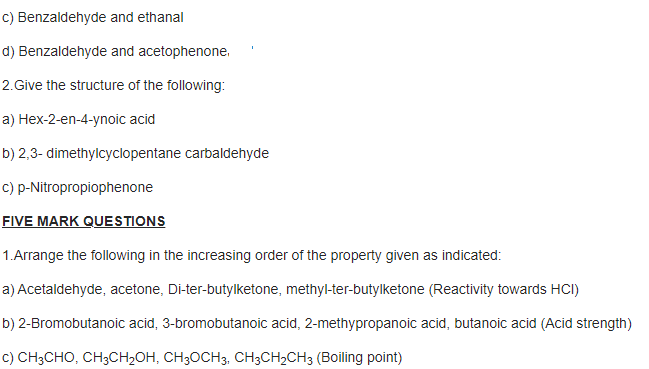 c) Benzaldehyde and ethanal
d) Benzaldehyde and acetophenone.
2.Give the structure of the following:
a) Hex-2-en-4-ynoic acid
b) 2,3- dimethylcyclopentane carbaldehyde
c) p-Nitropropiophenone
FIVE MARK QUESTIONS
1.Arrange the following in the increasing order of the property given as indicated:
a) Acetaldehyde, acetone, Di-ter-butylketone, methyl-ter-butylketone (Reactivity towards HCl)
b) 2-Bromobutanoic acid, 3-bromobutanoic acid, 2-methypropanoic acid, butanoic acid (Acid strength)
c) CH₃CHO, CH₃CH₂OH, CH₃OCH₃, CH₃CH₂CH₃ (Boiling point)